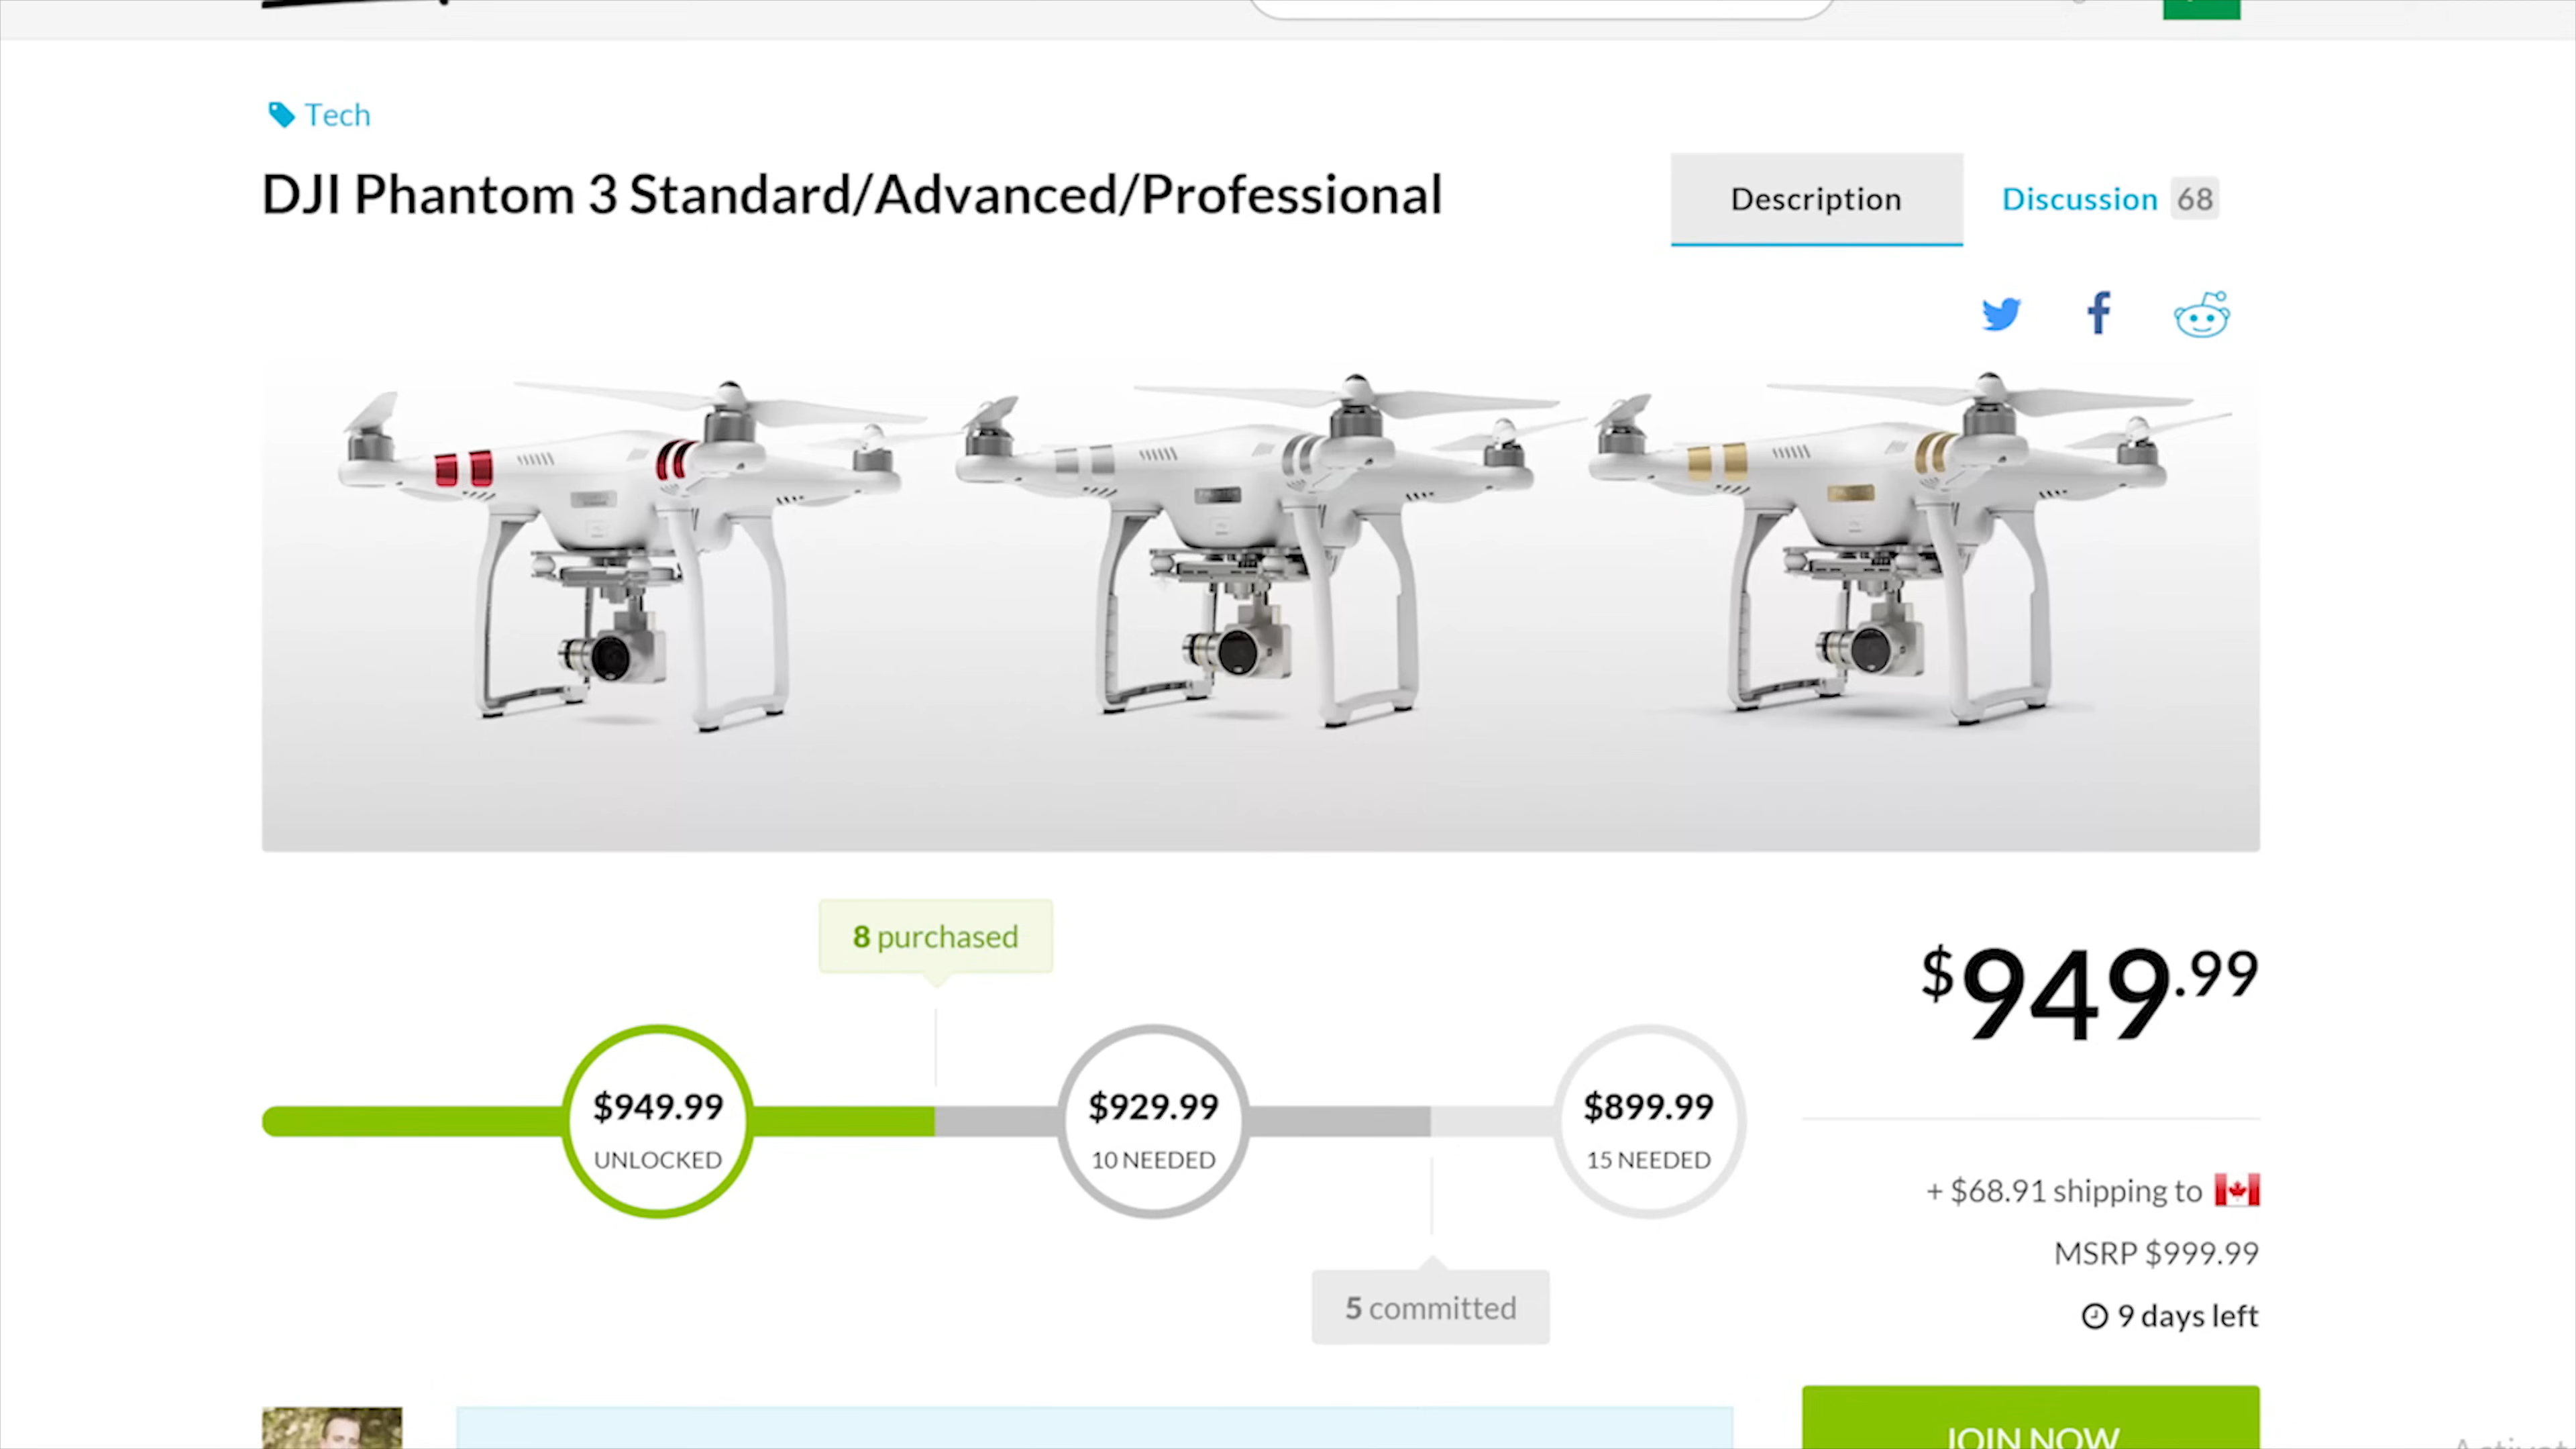 Tech
DJI Phantom 3 Standard/Advanced/Professional
Description
Discussion 68
8 purchased
$949.99
$949.99
UNLOCKED
$929.99
10 NEEDED
$899.99
15 NEEDED
+ $68.91 shipping to
MSRP $999.99
5 committed
9 days left
JOIN NOW